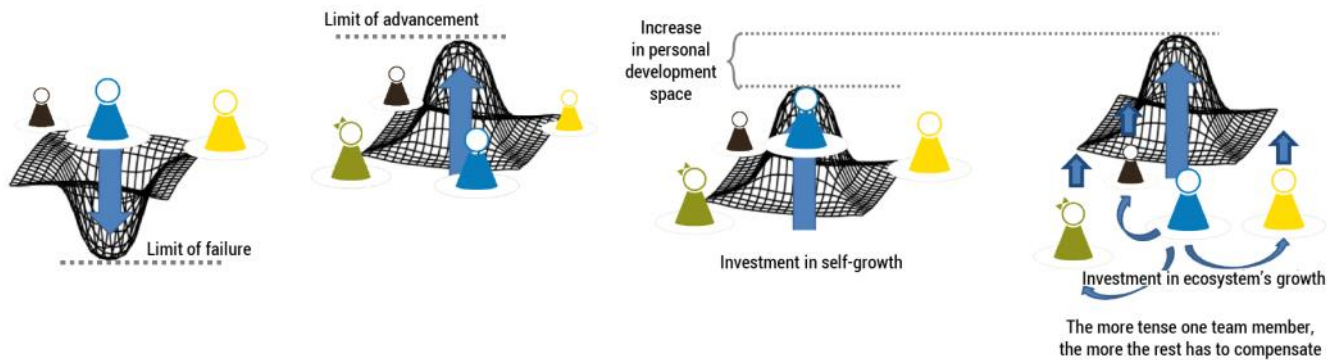 Limit of failure
Limit of advancement
Increase
in personal
development
space
Investment in self-growth
Investment in ecosystem's growth
The more tense one team member,
the more the rest has to compensate